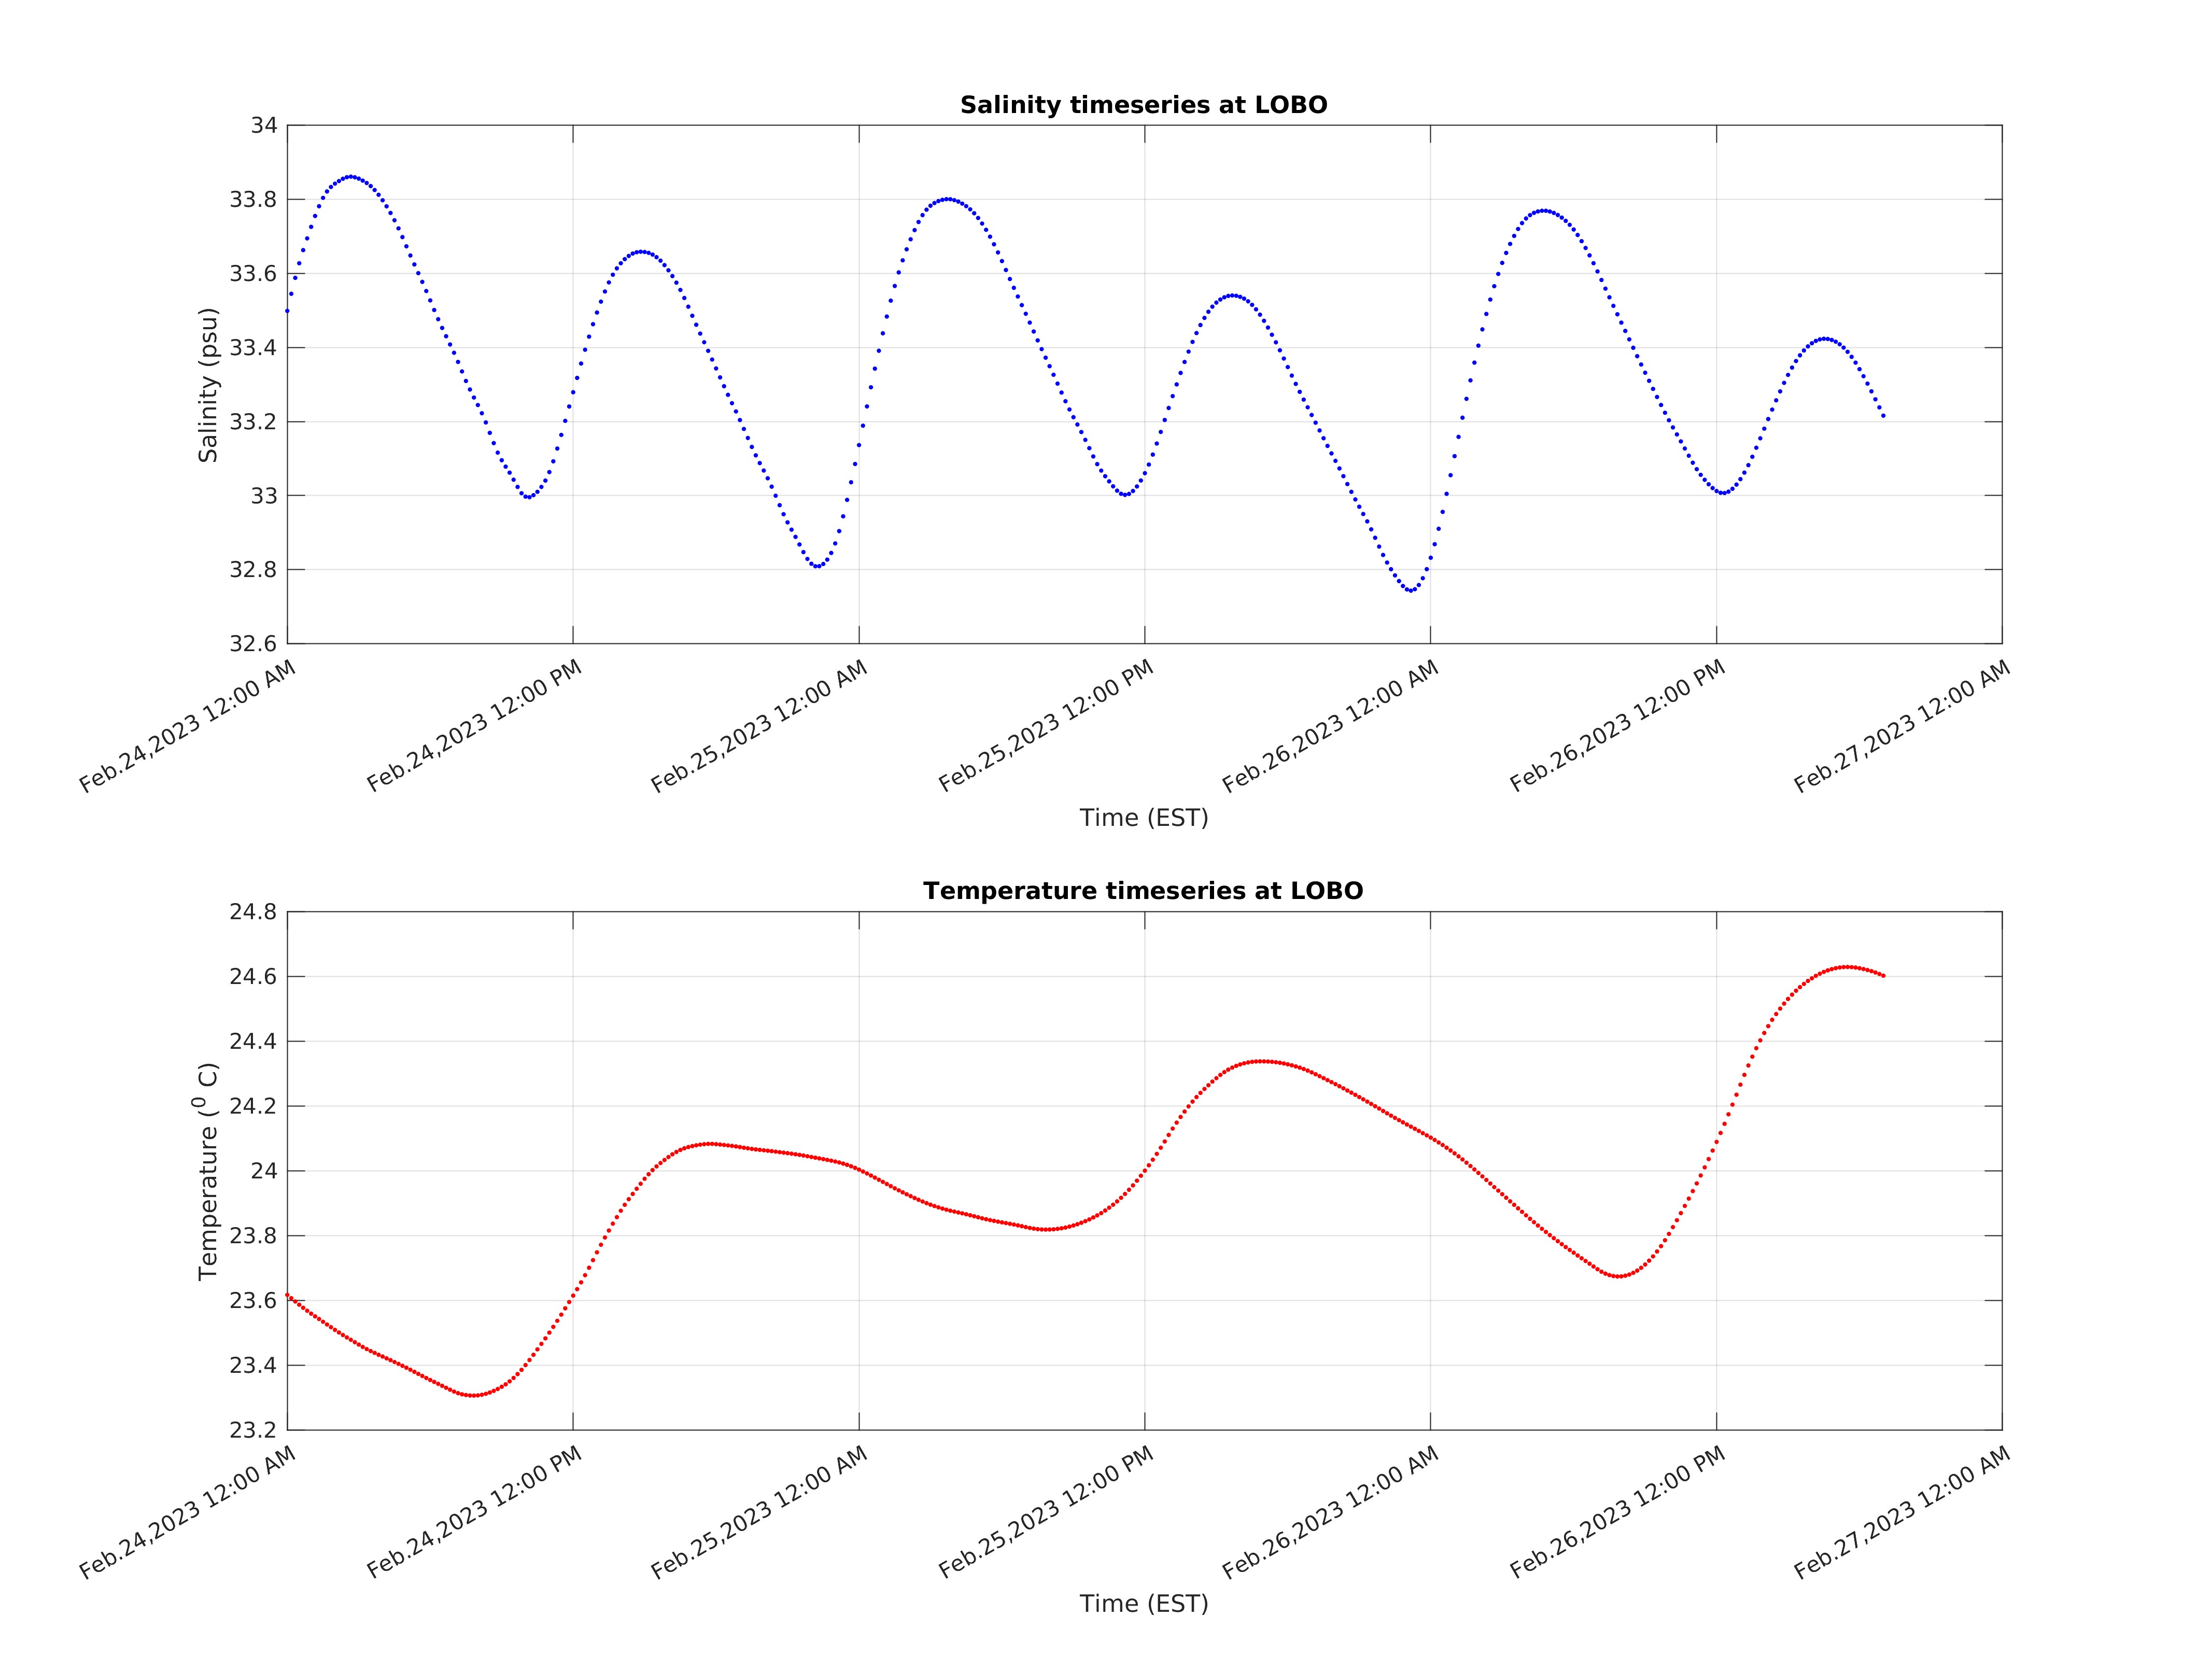 Salinity timeseries at LOBO
34
33.8
33.6
33.4
33.2
33
32.8
32.6
Salinity (psu)
Feb.24,2023 12:00 AM
Feb.24,2023 12:00 PM
Feb.25,2023 12:00 AM
Feb.25,2023 12:00 PM
Feb.26,2023 12:00 AM
Feb.26,2023 12:00 PM
Feb.27,2023 12:00 AM
Time (EST)
Temperature timeseries at LOBO
24.8
24.6
24.4
24.2
24
23.8
23.6
23.4
23.2
Temperature (⁰ C)
Feb.24,2023 12:00 AM
Feb.24,2023 12:00 PM
Feb.25,2023 12:00 AM
Feb.25,2023 12:00 PM
Feb.26,2023 12:00 AM
Feb.26,2023 12:00 PM
Feb.27,2023 12:00 AM
Time (EST)